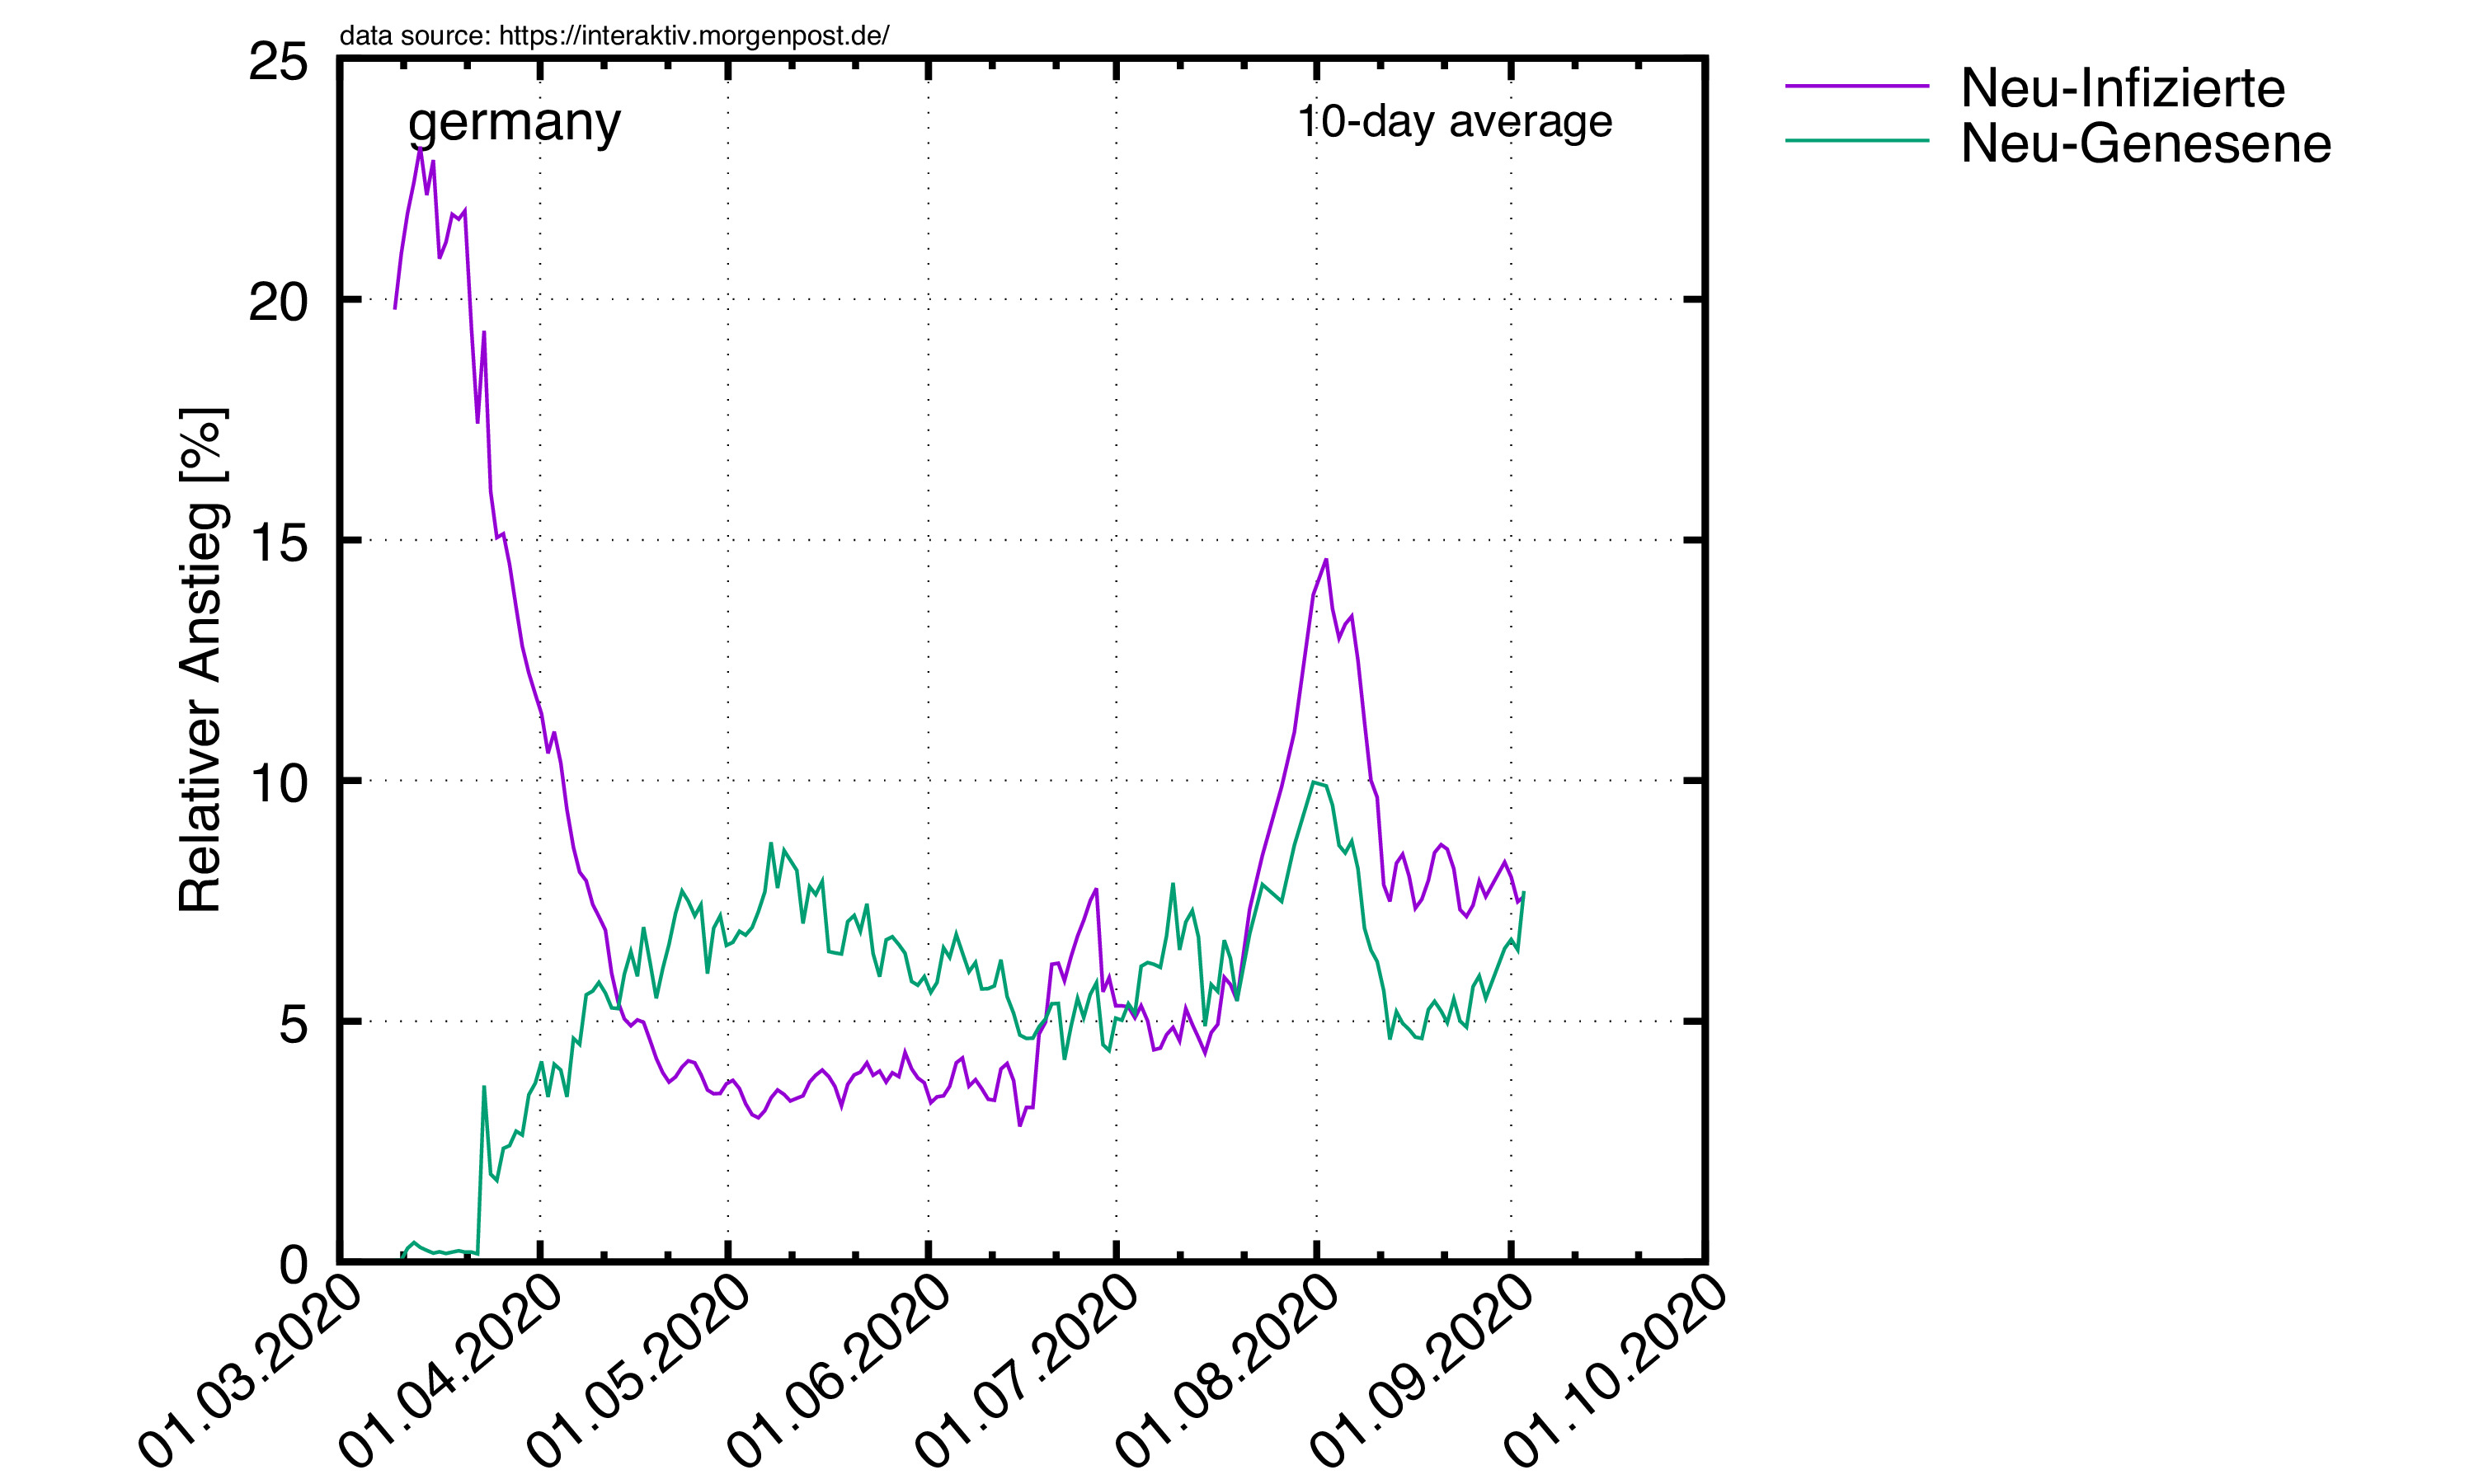 data source: https://interaktiv.morgenpost.de/
germany
10-day average
Neu-Infizierte
Neu-Genesene
Relativer Anstieg [%]
25
20
15
10
5
0
01.03.2020
01.04.2020
01.05.2020
01.06.2020
01.07.2020
01.08.2020
01.09.2020
01.10.2020